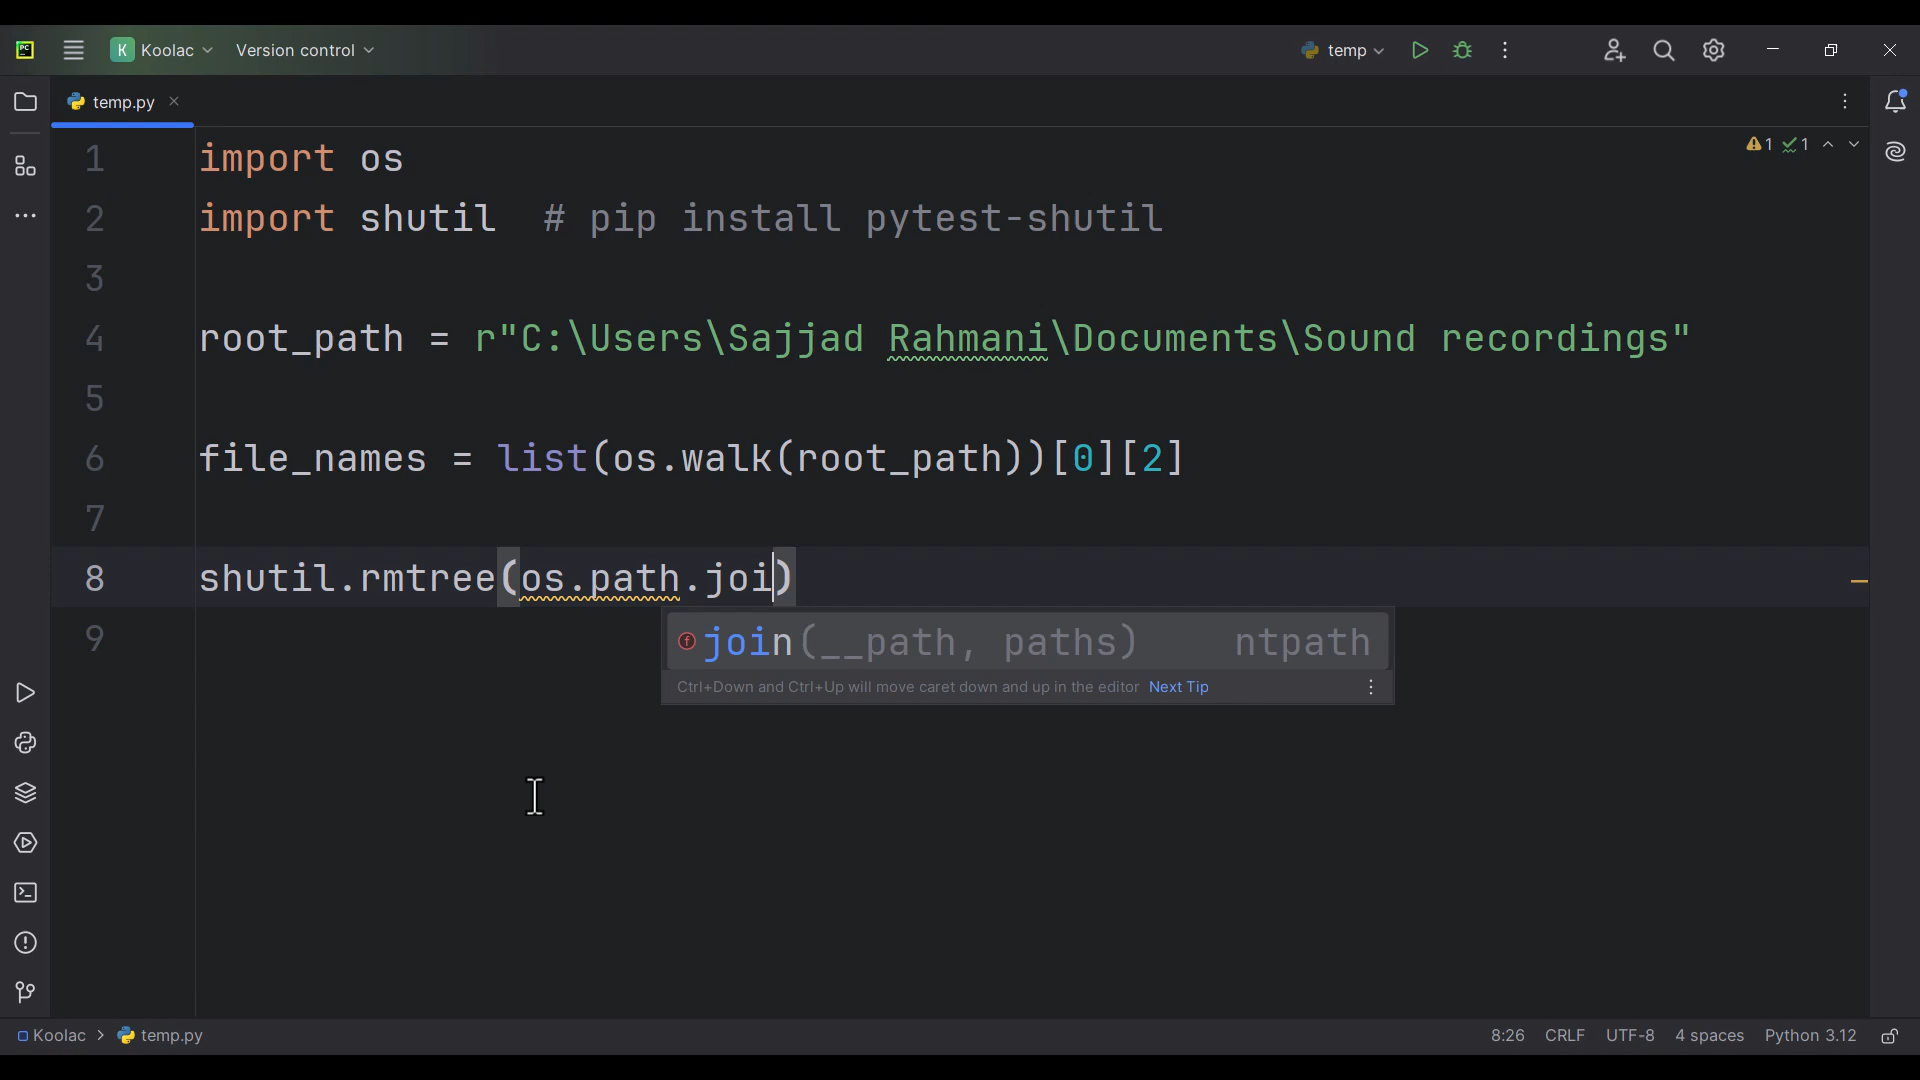 PC
K Koolac Version control temp
temp.py
1 1
1 import os
2 import shutil  # pip install pytest-shutil
3
4 root_path = r"C:\Users\Sajjad Rahmani\Documents\Sound recordings"
5
6 file_names = list(os.walk(root_path))[0][2]
7
8 shutil.rmtree(os.path.joi)
f join(__path, paths) ntpath
9
Ctrl+Down and Ctrl+Up will move caret down and up in the editor Next Tip
Koolac > temp.py 8:26 CRLF UTF-8 4 spaces Python 3.12